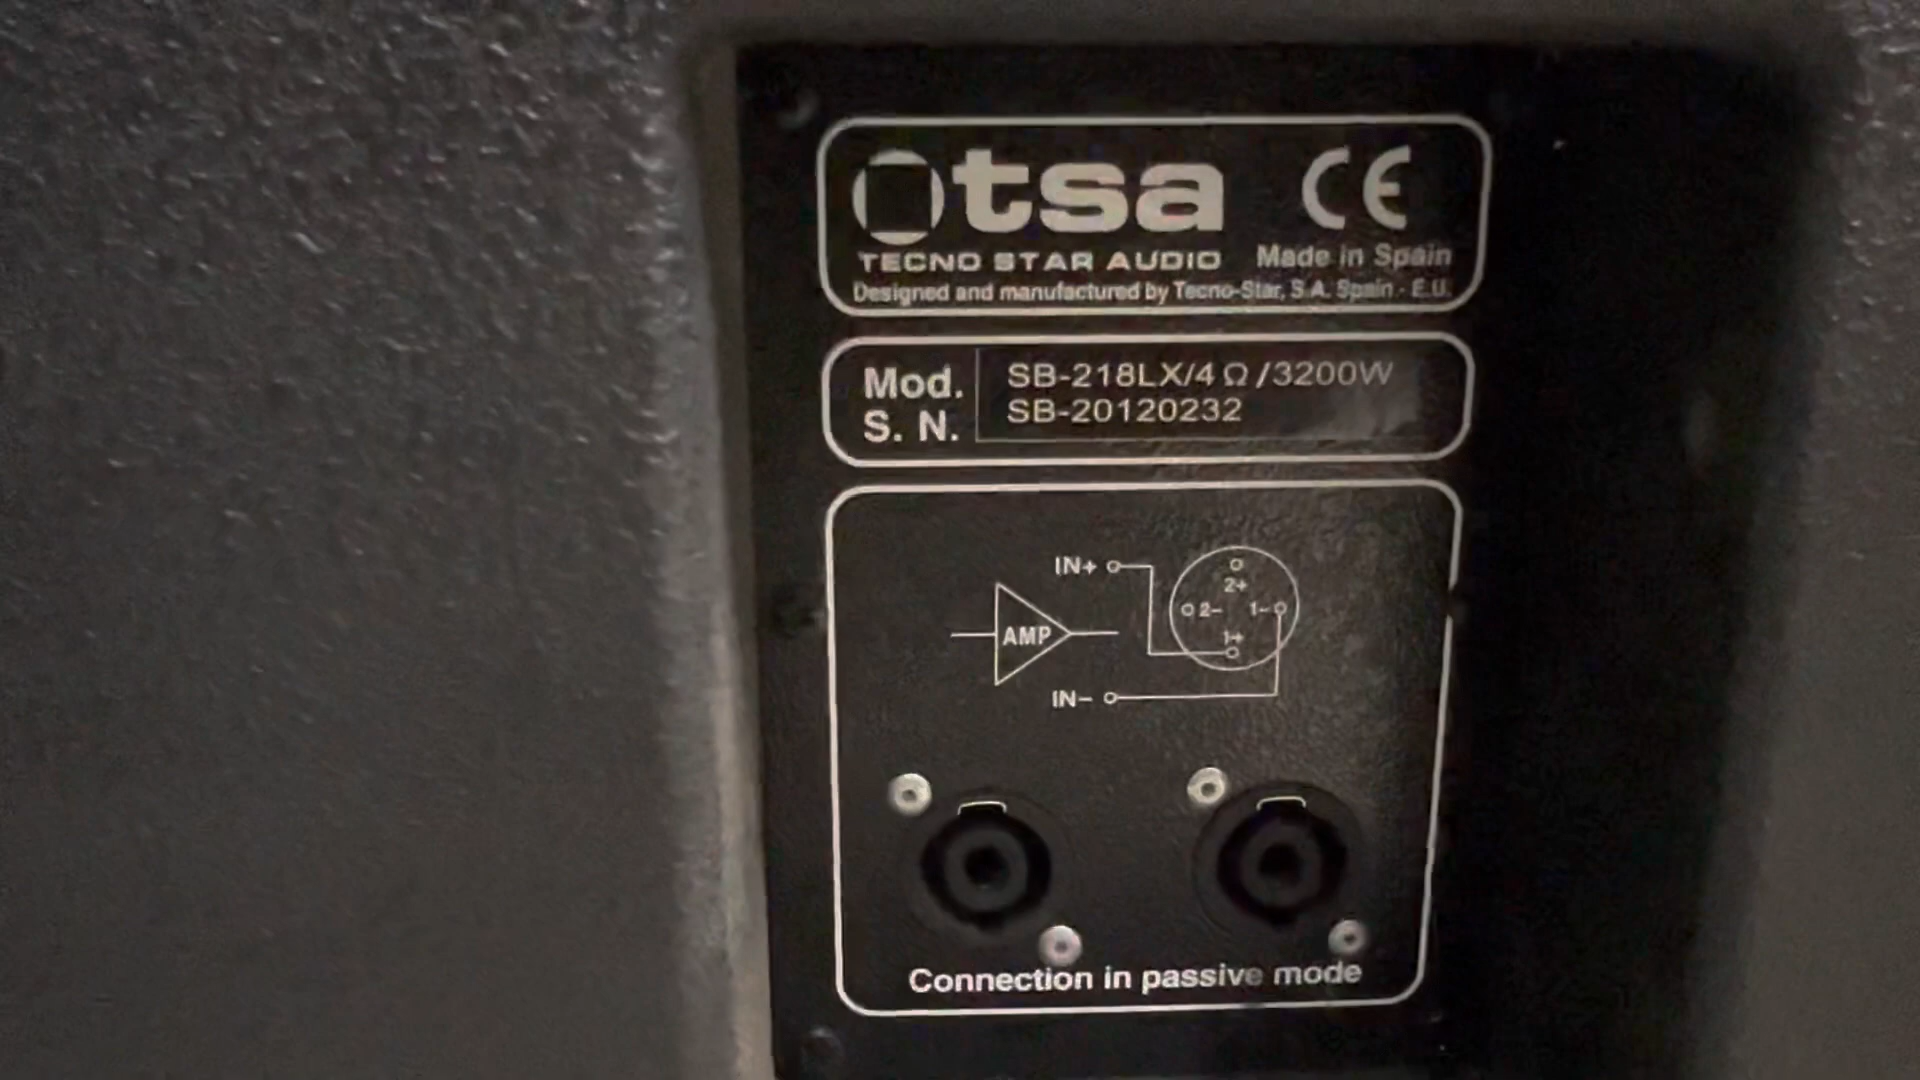 tsa CE
TECNO STAR AUDIO Made in Spain
Designed and manufactured by Tecno-Star, S.A. Spain - E.U.
Mod. SB-218LX/4 Ω /3200W
S. N. SB-20120232
IN+
2+
2- 1-
AMP 1+
IN-
Connection in passive mode